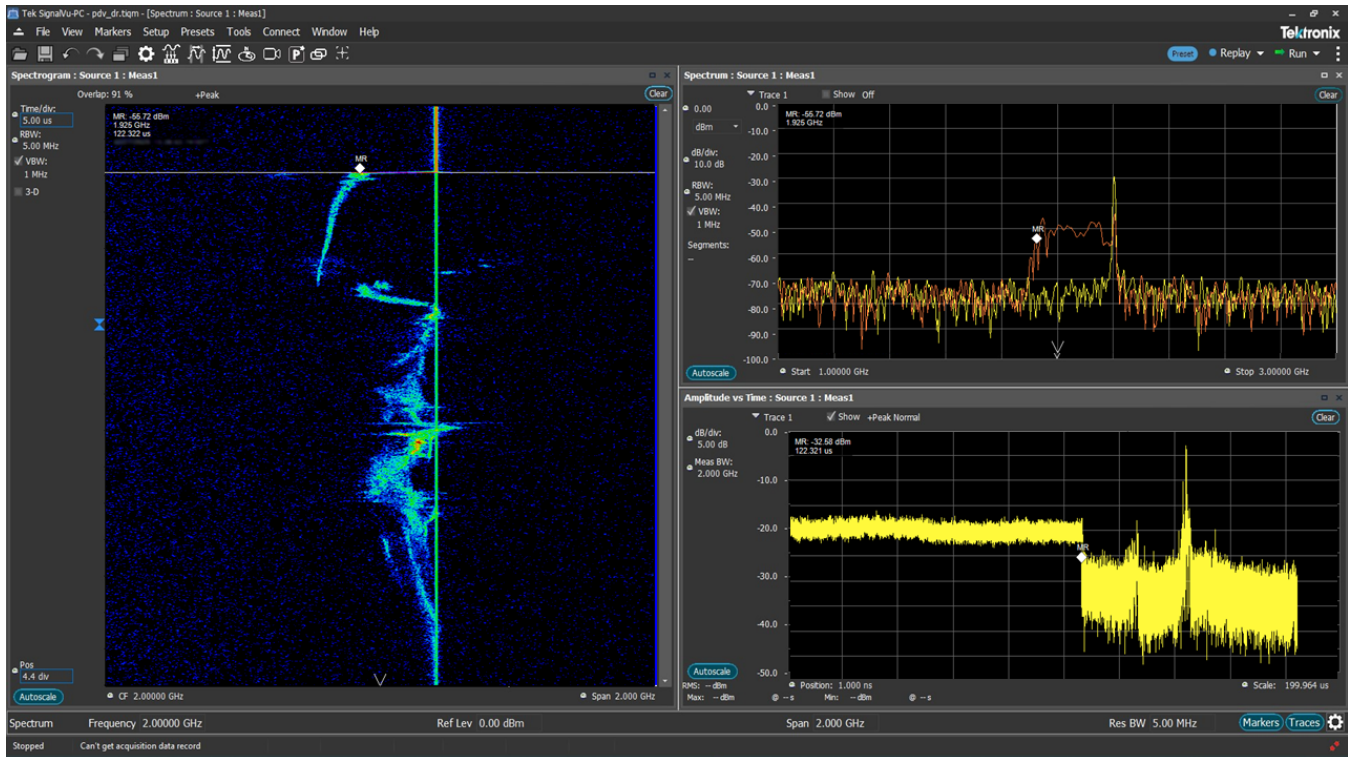 Tek SignalVu-PC - pdv_dr.tiqm - [Spectrum : Source 1 : Meas1]
File View Markers Setup Presets Tools Connect Window Help
Tektronix
Preset Replay Run
Spectrogram : Source 1 : Meas1
Overlap: 91 % +Peak Clear
Time/div:
5.00 us
RBW:
5.00 MHz
VBW:
1 MHz
3-D
MR: -55.72 dBm
1.925 GHz
122.322 us
MR
Pos
4.4 div
Autoscale
CF 2.00000 GHz Span 2.000 GHz
Spectrum : Source 1 : Meas1
Trace 1 Show Off Clear
0.00
dBm
dB/div:
10.0 dB
RBW:
5.00 MHz
VBW:
1 MHz
Segments:
--
0.0
-10.0
-20.0
-30.0
-40.0
-50.0
-60.0
-70.0
-80.0
-90.0
-100.0
MR: -55.72 dBm
1.925 GHz
MR
Autoscale
Start 1.00000 GHz Stop 3.00000 GHz
Amplitude vs Time : Source 1 : Meas1
Trace 1 Show +Peak Normal Clear
dB/div:
5.00 dB
Meas BW:
2.000 GHz
0.0
-10.0
-20.0
-30.0
-40.0
-50.0
MR: -32.58 dBm
122.321 us
MR
Autoscale
Position: 1.000 ns Scale: 199.964 us
RMS: -- dBm
Max: -- dBm @ -- s Min: -- dBm @ -- s
Spectrum Frequency 2.00000 GHz Ref Lev 0.00 dBm Span 2.000 GHz Res BW 5.00 MHz Markers Traces
Stopped Can't get acquisition data record